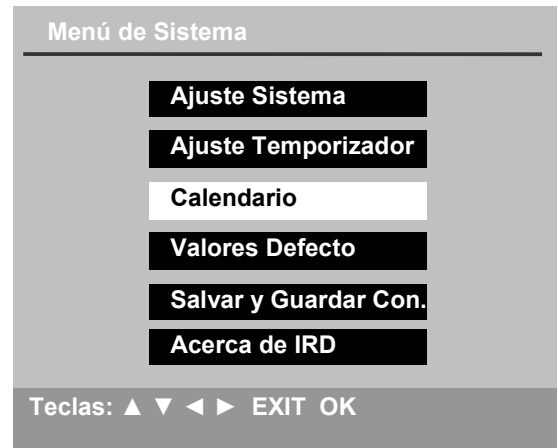 Menú de Sistema
Ajuste Sistema
Ajuste Temporizador
Calendario
Valores Defecto
Salvar y Guardar Con.
Acerca de IRD
Teclas: ▲ ▼ ◄ ► EXIT OK